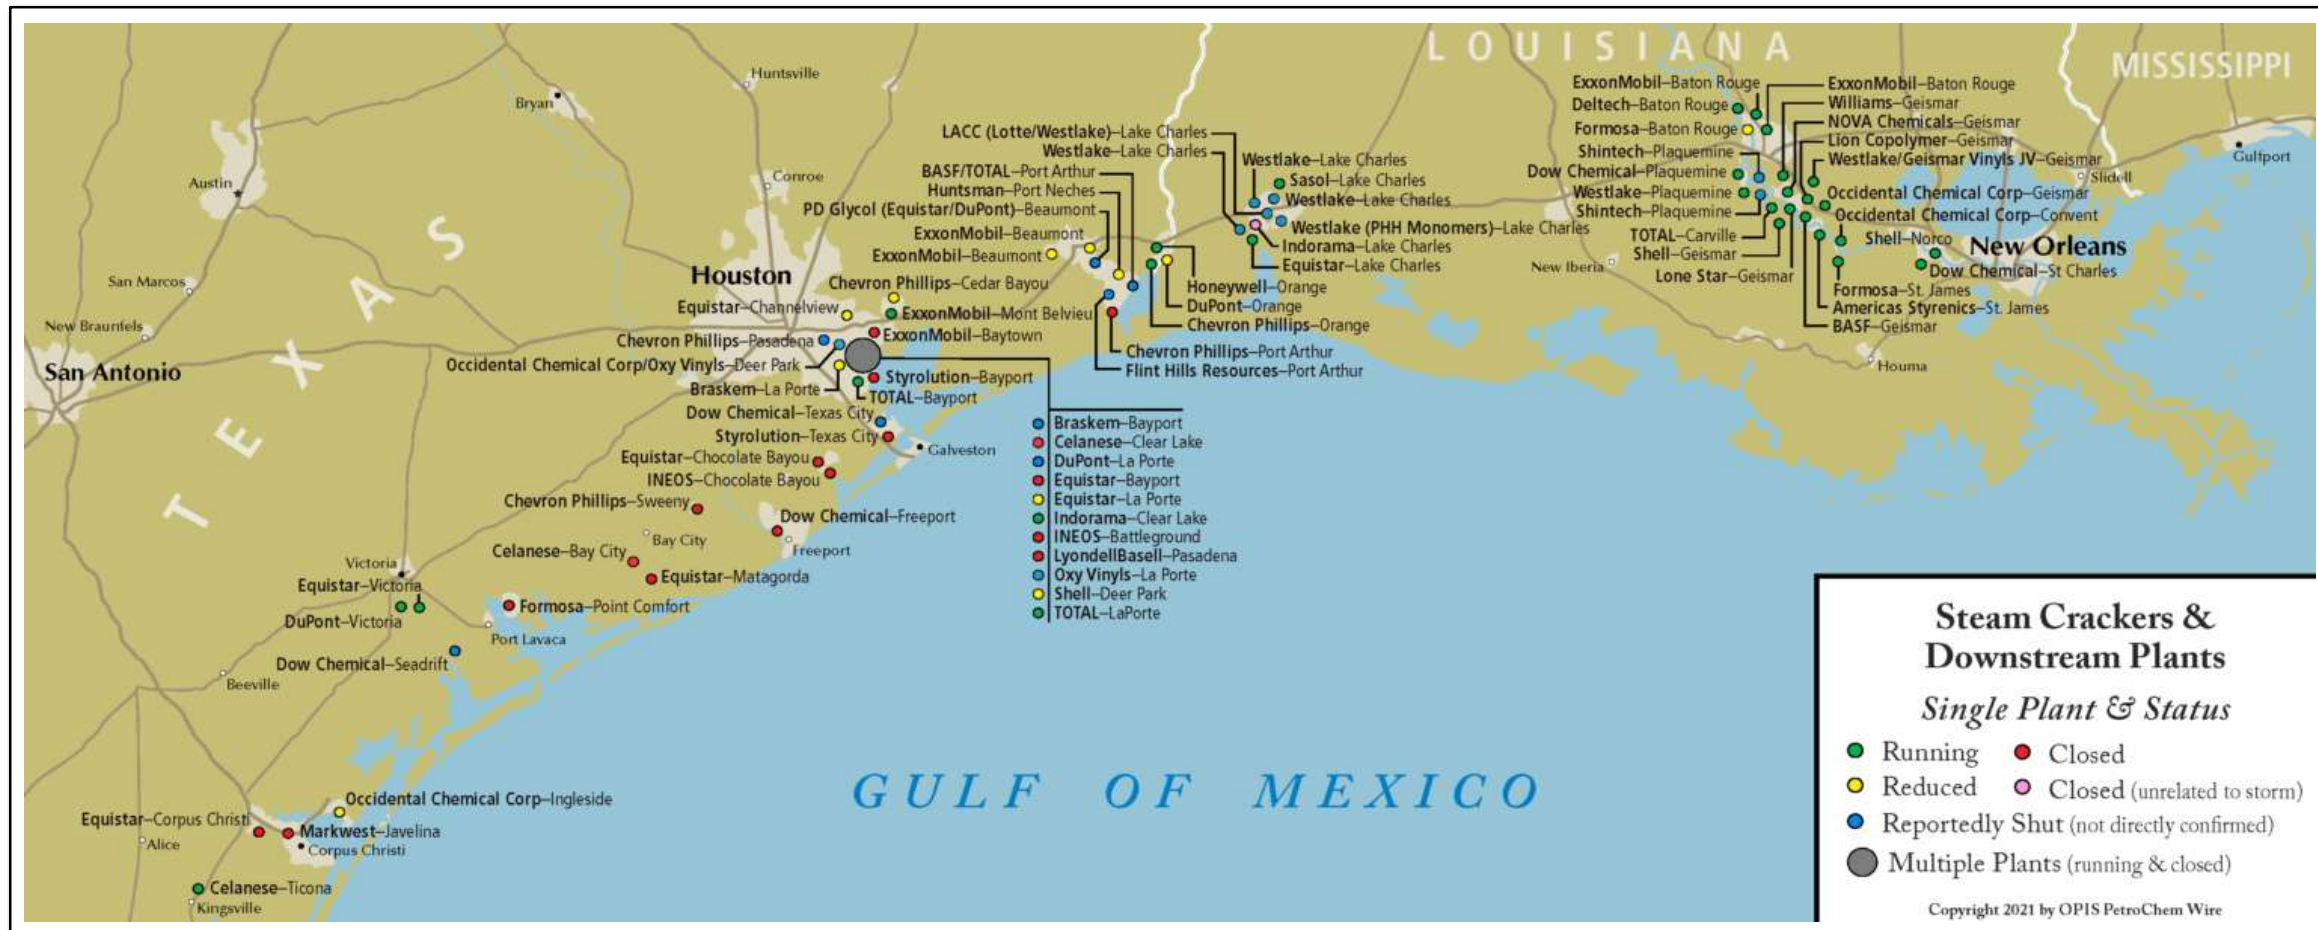 LOUISIANA
MISSISSIPPI
TEXAS
GULF OF MEXICO
Huntsville
Bryan
Austin
Conroe
San Marcos
New Braunfels
San Antonio
Houston
Galveston
Bay City
Freeport
Victoria
Port Lavaca
Beeville
Alice
Corpus Christi
Kingsville
New Iberia
New Orleans
Slidell
Gulfport
Houma
LACC (Lotte/Westlake)–Lake Charles
Westlake–Lake Charles
BASF/TOTAL–Port Arthur
Huntsman–Port Neches
PD Glycol (Equistar/DuPont)–Beaumont
ExxonMobil–Beaumont
ExxonMobil–Beaumont
Chevron Phillips–Cedar Bayou
Equistar–Channelview
ExxonMobil–Mont Belvieu
ExxonMobil–Baytown
Chevron Phillips–Pasadena
Occidental Chemical Corp/Oxy Vinyls–Deer Park
Braskem–La Porte
Styrolution–Bayport
TOTAL–Bayport
Dow Chemical–Texas City
Styrolution–Texas City
Equistar–Chocolate Bayou
INEOS–Chocolate Bayou
Chevron Phillips–Sweeny
Dow Chemical–Freeport
Celanese–Bay City
Equistar–Matagorda
Equistar–Victoria
DuPont–Victoria
Formosa–Point Comfort
Dow Chemical–Seadrift
Occidental Chemical Corp–Ingleside
Equistar–Corpus Christi
Markwest–Javelina
Celanese–Ticona
Westlake–Lake Charles
Sasol–Lake Charles
Westlake–Lake Charles
Westlake (PHH Monomers)–Lake Charles
Indorama–Lake Charles
Equistar–Lake Charles
Honeywell–Orange
DuPont–Orange
Chevron Phillips–Orange
Chevron Phillips–Port Arthur
Flint Hills Resources–Port Arthur
Braskem–Bayport
Celanese–Clear Lake
DuPont–La Porte
Equistar–Bayport
Equistar–La Porte
Indorama–Clear Lake
INEOS–Battleground
LyondellBasell–Pasadena
Oxy Vinyls–La Porte
Shell–Deer Park
TOTAL–LaPorte
ExxonMobil–Baton Rouge
Deltech–Baton Rouge
Formosa–Baton Rouge
Shintech–Plaquemine
Dow Chemical–Plaquemine
Westlake–Plaquemine
Shintech–Plaquemine
TOTAL–Carville
Shell–Geismar
Lone Star–Geismar
ExxonMobil–Baton Rouge
Williams–Geismar
NOVA Chemicals–Geismar
Lion Copolymer–Geismar
Westlake/Geismar Vinyls JV–Geismar
Occidental Chemical Corp–Geismar
Occidental Chemical Corp–Convent
Shell–Norco
Dow Chemical–St Charles
Formosa–St. James
Americas Styrenics–St. James
BASF–Geismar
Steam Crackers &
Downstream Plants
Single Plant & Status
Running
Closed
Reduced
Closed (unrelated to storm)
Reportedly Shut (not directly confirmed)
Multiple Plants (running & closed)
Copyright 2021 by OPIS PetroChem Wire